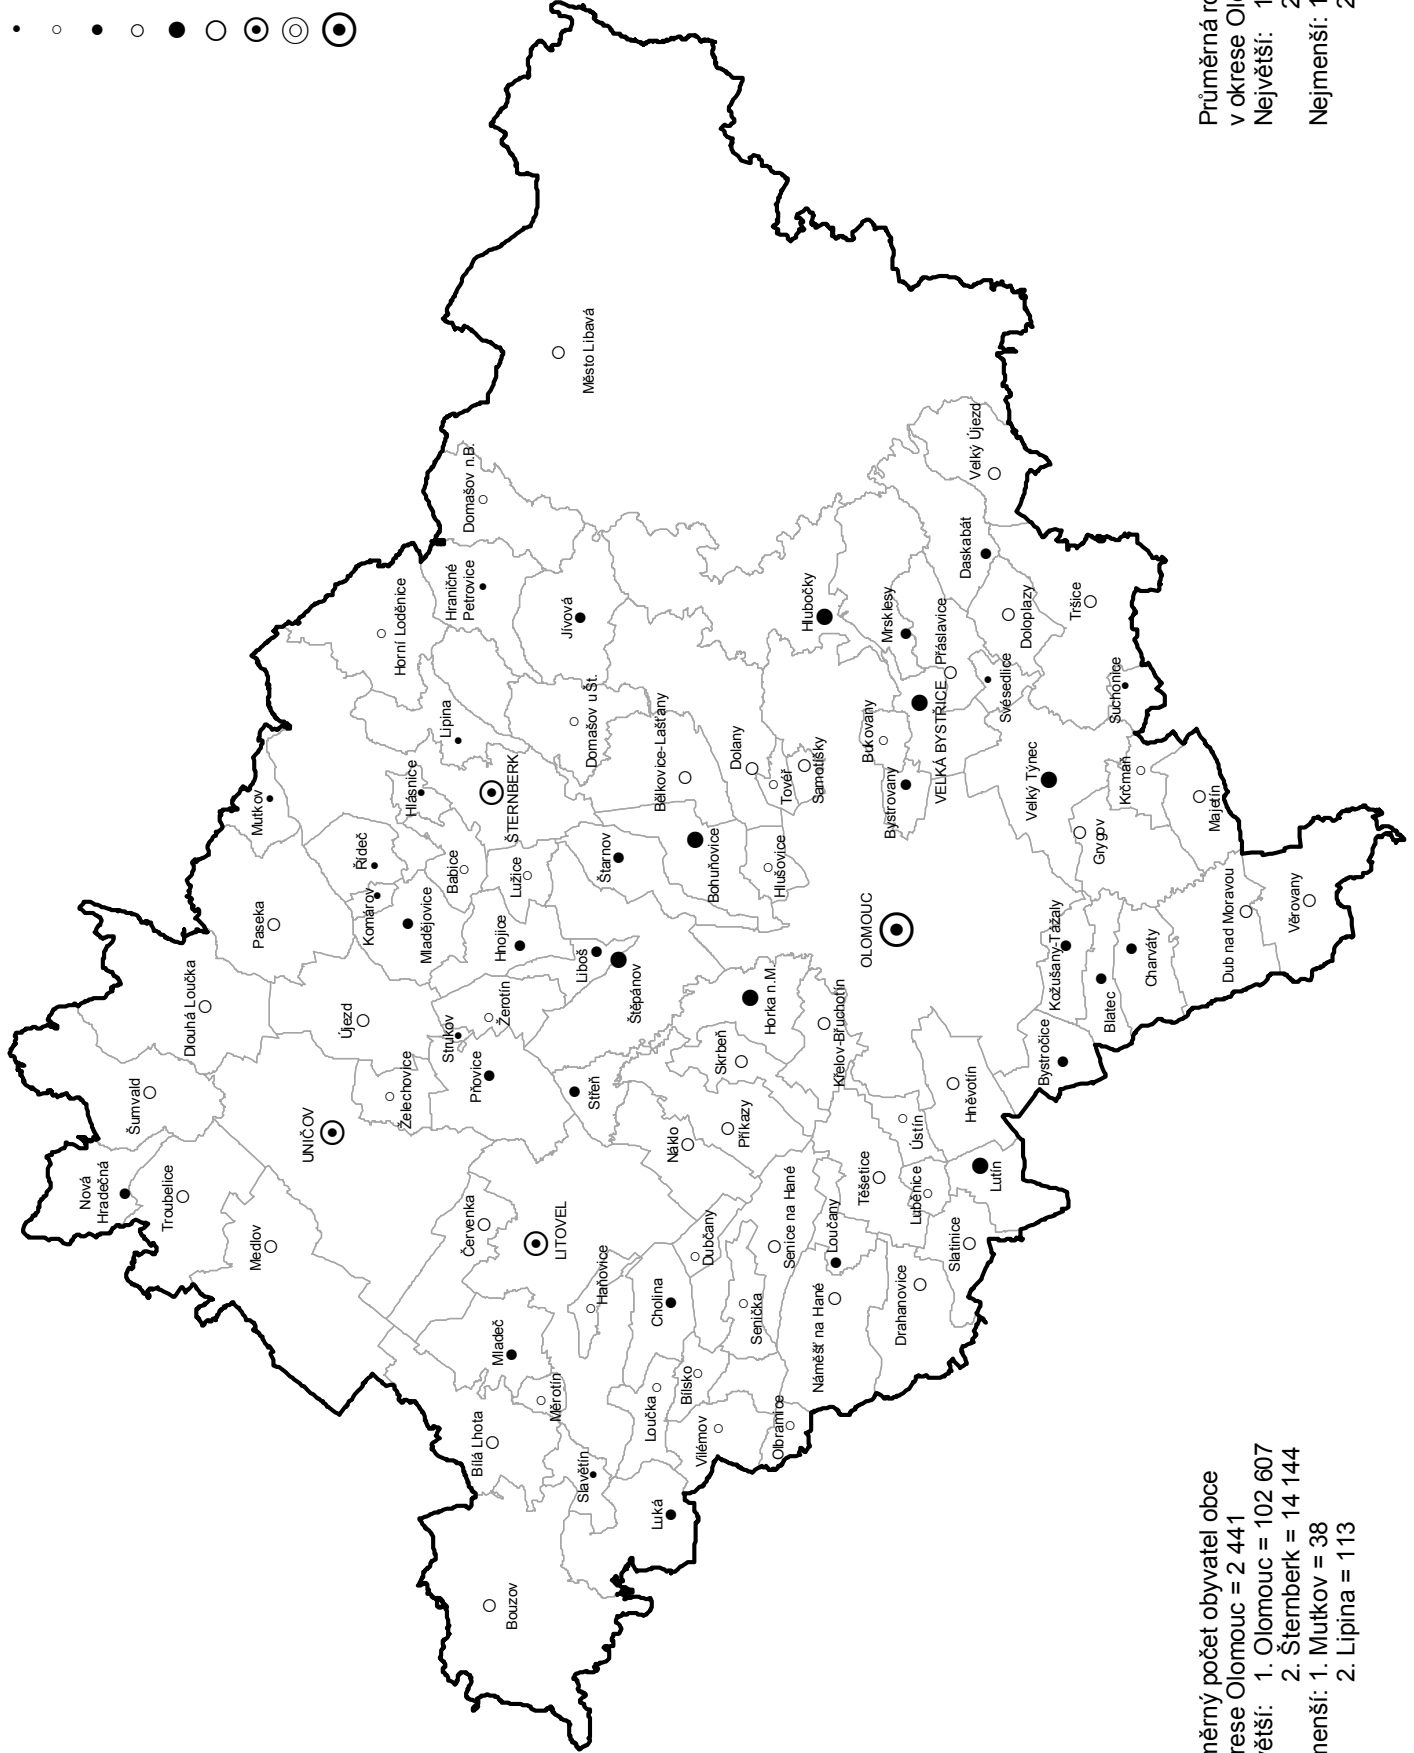 Nová
Hradečná
Šumvald
Troubelice
Dlouhá Loučka
Medlov
Paseka
Mutkov
UNIČOV
Újezd
Řídeč
Komárov
Želechovice
Mladějovice
Hlásnice
Horní Loděnice
Lipina
Babice
Strukov
Pňovice
Žerotín
Hnojice
Lužice
ŠTERNBERK
Hraničné
Petrovice
Domašov n.B.
Město Libavá
Bouzov
Bílá Lhota
Měrotín
Mladeč
Červenka
LITOVEL
Haňovice
Slavětín
Luká
Loučka
Cholina
Bílsko
Vilémov
Olbramice
Dubčany
Senička
Senice na Hané
Náklo
Příkazy
Střeň
Liboš
Štěpánov
Štarnov
Domašov u Št.
Jívová
Bělkovice-Lašťany
Bohuňovice
Dolany
Tověř
Samotišky
Hlušovice
Skrbeň
Horka n.M.
Křelov-Břuchotín
Náměšť na Hané
Loučany
Těšetice
Drahanovice
Luběnice
Slatinice
Ústín
Lutín
Hněvotín
OLOMOUC
Bystrovany
Bukovany
VELKÁ BYSTŘICE
Hlubočky
Mrsklesy
Přáslavice
Svésedlice
Daskabát
Velký Újezd
Doloplazy
Tršice
Suchonice
Velký Týnec
Grygov
Krčmaň
Majetín
Bystročice
Kožušany-Tážaly
Blatec
Charváty
Dub nad Moravou
Věrovany
měrný počet obyvatel obce
rese Olomouc = 2 441
větší: 1. Olomouc = 102 607
2. Šternberk = 14 144
menší: 1. Mutkov = 38
2. Lipina = 113
Průměrná ro
v okrese Olo
Největší: 1
2
Nejmenší: 1
2